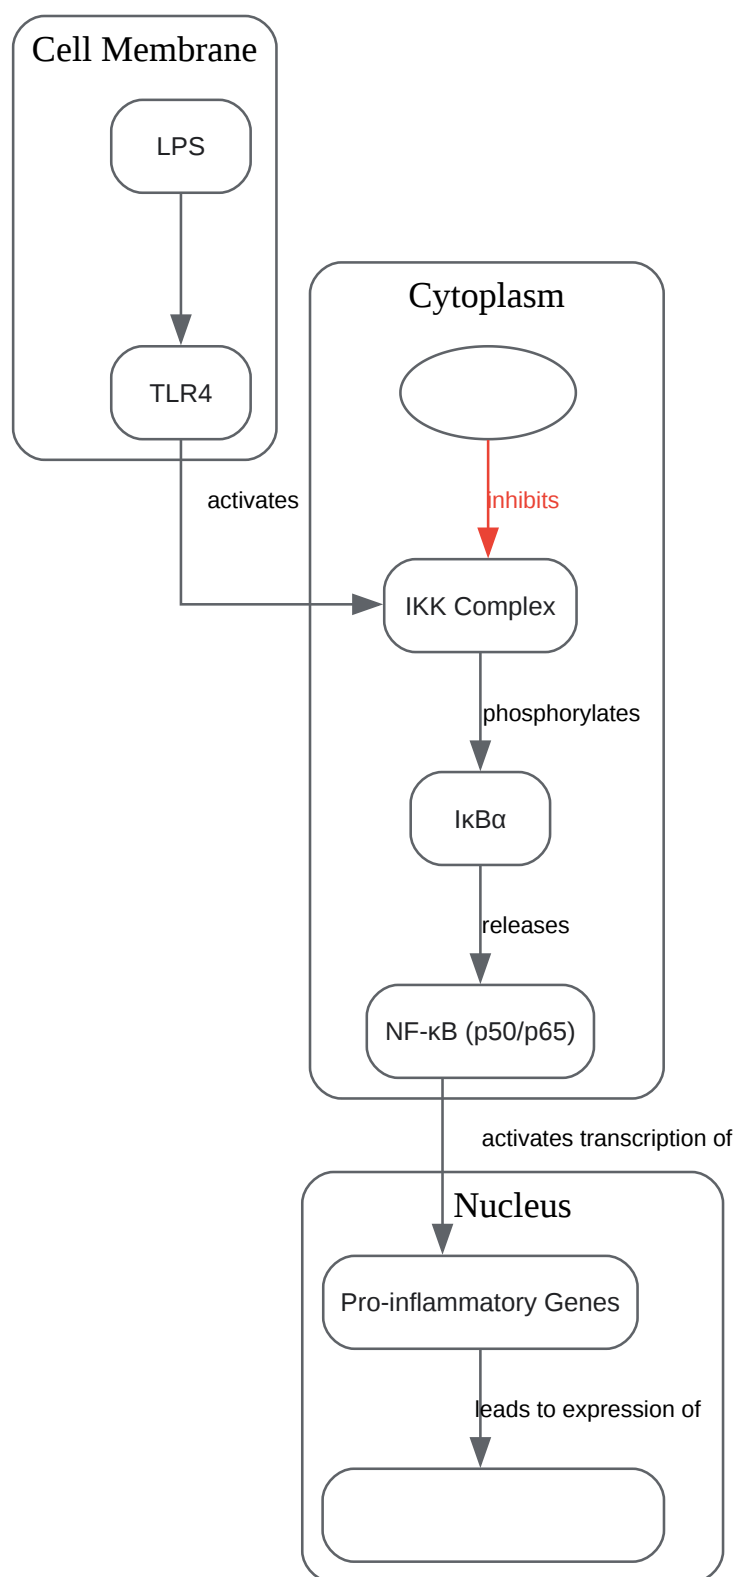 Cell Membrane
LPS
TLR4
activates
Cytoplasm
inhibits
IKK Complex
phosphorylates
IκBα
releases
NF-κB (p50/p65)
activates transcription of
Nucleus
Pro-inflammatory Genes
leads to expression of